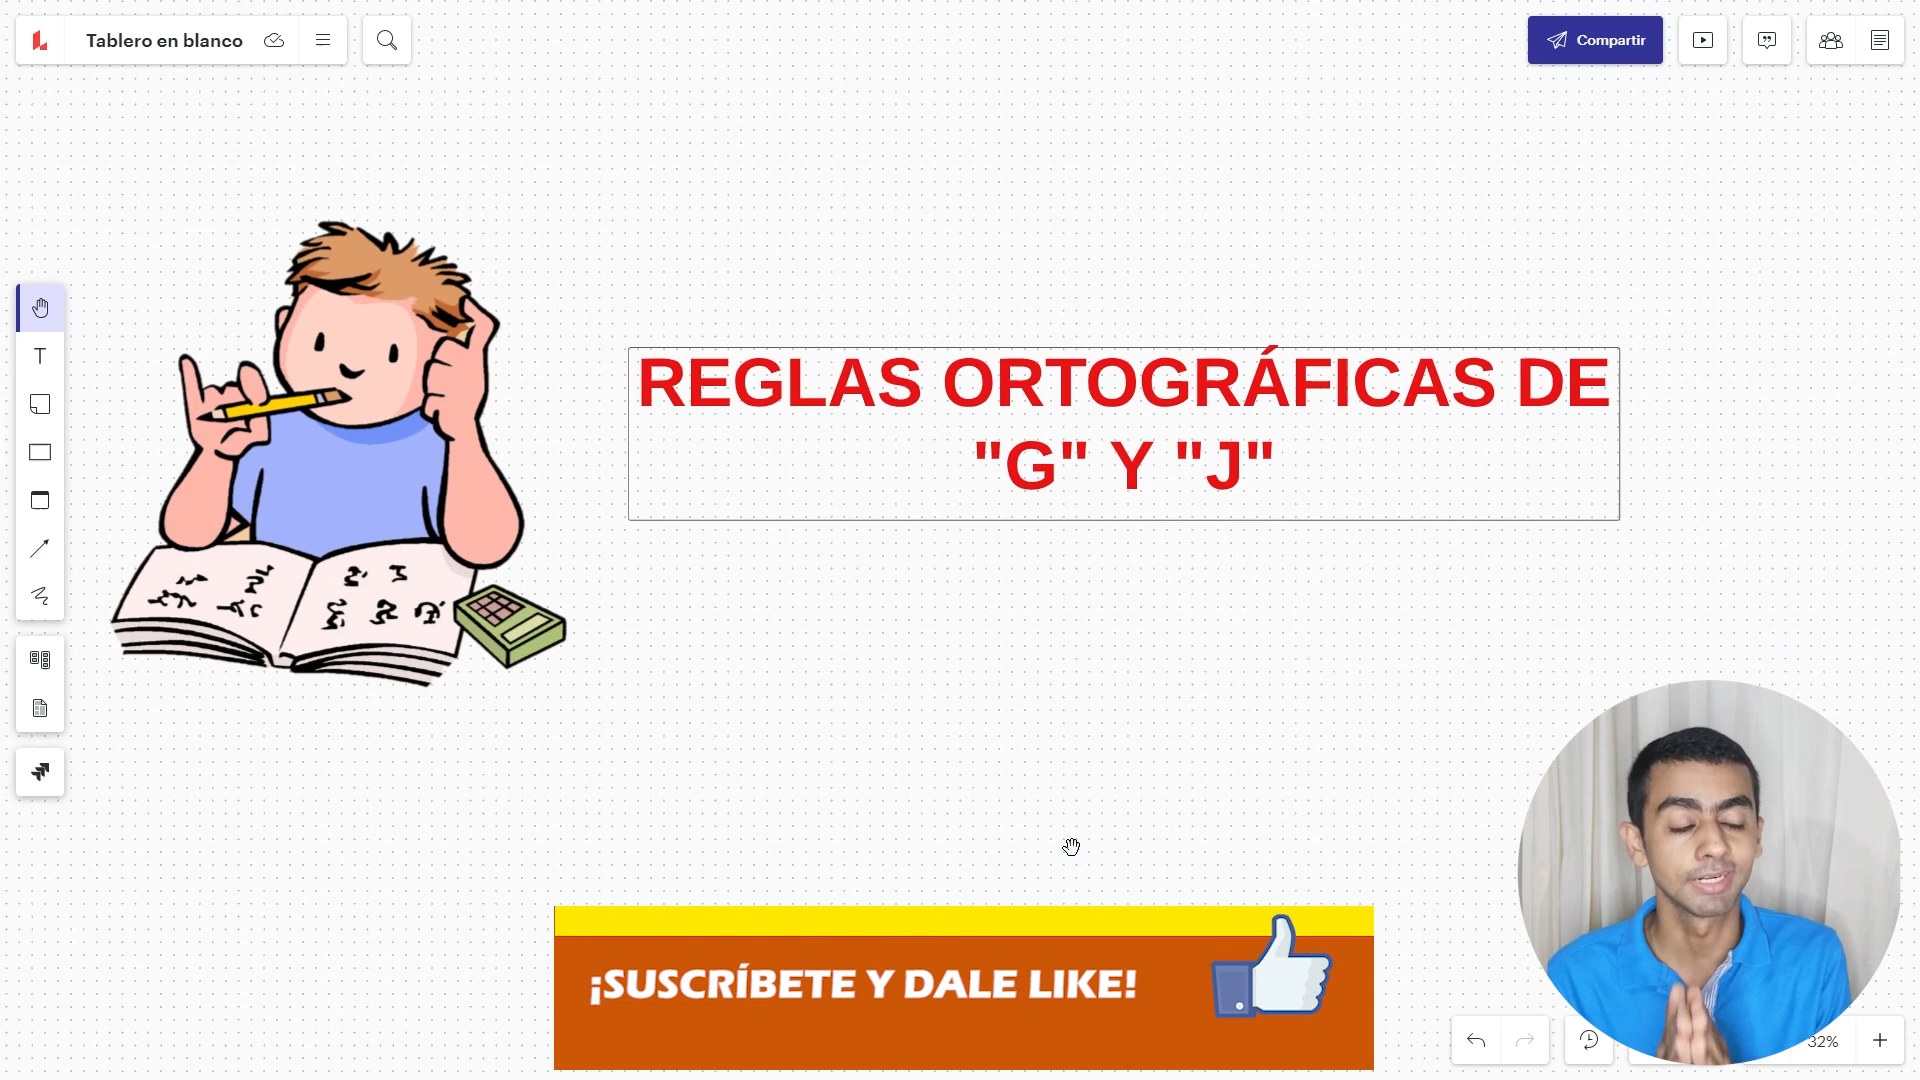 Tablero en blanco
Compartir
REGLAS ORTOGRÁFICAS DE
"G" Y "J"
¡SUSCRÍBETE Y DALE LIKE!
32%